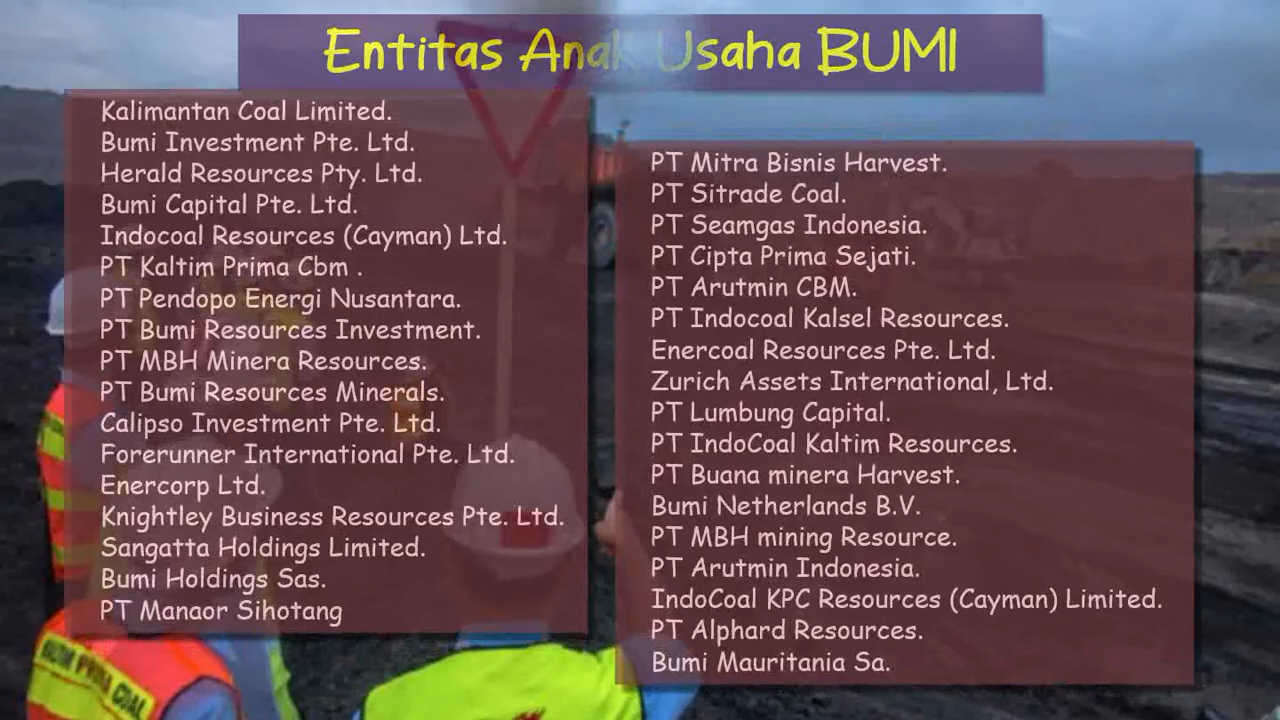 Entitas Anak Usaha BUMI
Kalimantan Coal Limited.
Bumi Investment Pte. Ltd.
Herald Resources Pty. Ltd.
Bumi Capital Pte. Ltd.
Indocoal Resources (Cayman) Ltd.
PT Kaltim Prima Cbm .
PT Pendopo Energi Nusantara.
PT Bumi Resources Investment.
PT MBH Minera Resources.
PT Bumi Resources Minerals.
Calipso Investment Pte. Ltd.
Forerunner International Pte. Ltd.
Enercorp Ltd.
Knightley Business Resources Pte. Ltd.
Sangatta Holdings Limited.
Bumi Holdings Sas.
PT Manaor Sihotang
PT Mitra Bisnis Harvest.
PT Sitrade Coal.
PT Seamgas Indonesia.
PT Cipta Prima Sejati.
PT Arutmin CBM.
PT Indocoal Kalsel Resources.
Enercoal Resources Pte. Ltd.
Zurich Assets International, Ltd.
PT Lumbung Capital.
PT IndoCoal Kaltim Resources.
PT Buana minera Harvest.
Bumi Netherlands B.V.
PT MBH mining Resource.
PT Arutmin Indonesia.
IndoCoal KPC Resources (Cayman) Limited.
PT Alphard Resources.
Bumi Mauritania Sa.
PRIMA COAL